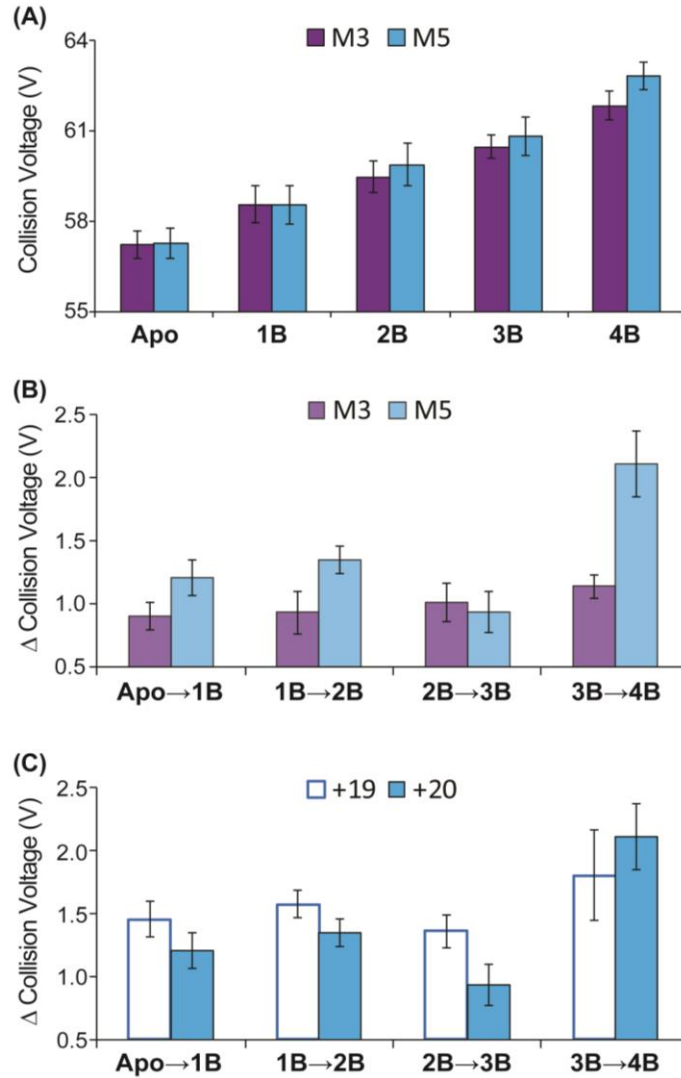 (A)
M3 M5
Collision Voltage (V)
64
61
58
55
Apo 1B 2B 3B 4B
(B)
M3 M5
Δ Collision Voltage (V)
2.5
2.0
1.5
1.0
0.5
Apo→1B 1B→2B 2B→3B 3B→4B
(C)
+19 +20
Δ Collision Voltage (V)
2.5
2.0
1.5
1.0
0.5
Apo→1B 1B→2B 2B→3B 3B→4B